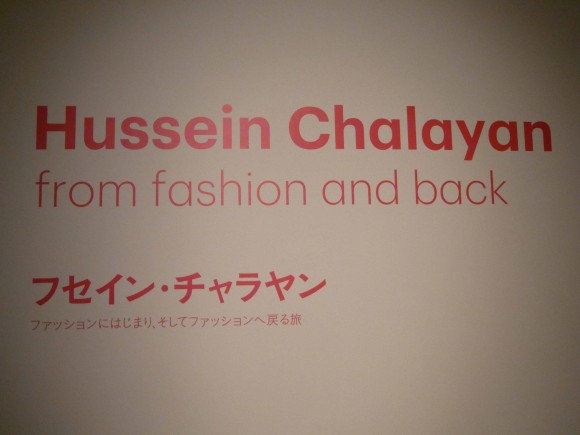 Hussein Chalayan
from fashion and back
フセイン・チャラヤン
ファッションにはじまり、そしてファッションへ戻る旅